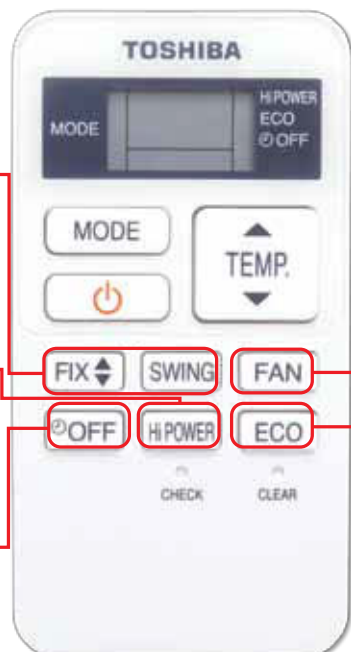 TOSHIBA
MODE
Hi POWER
ECO
OFF
MODE
TEMP.
FIX SWING FAN
OFF Hi POWER ECO
CHECK CLEAR